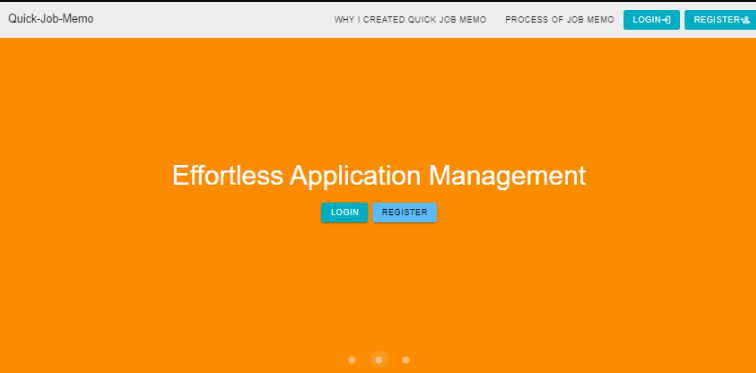 Quick-Job-Memo
WHY I CREATED QUICK JOB MEMO PROCESS OF JOB MEMO LOGIN REGISTER
Effortless Application Management
LOGIN REGISTER